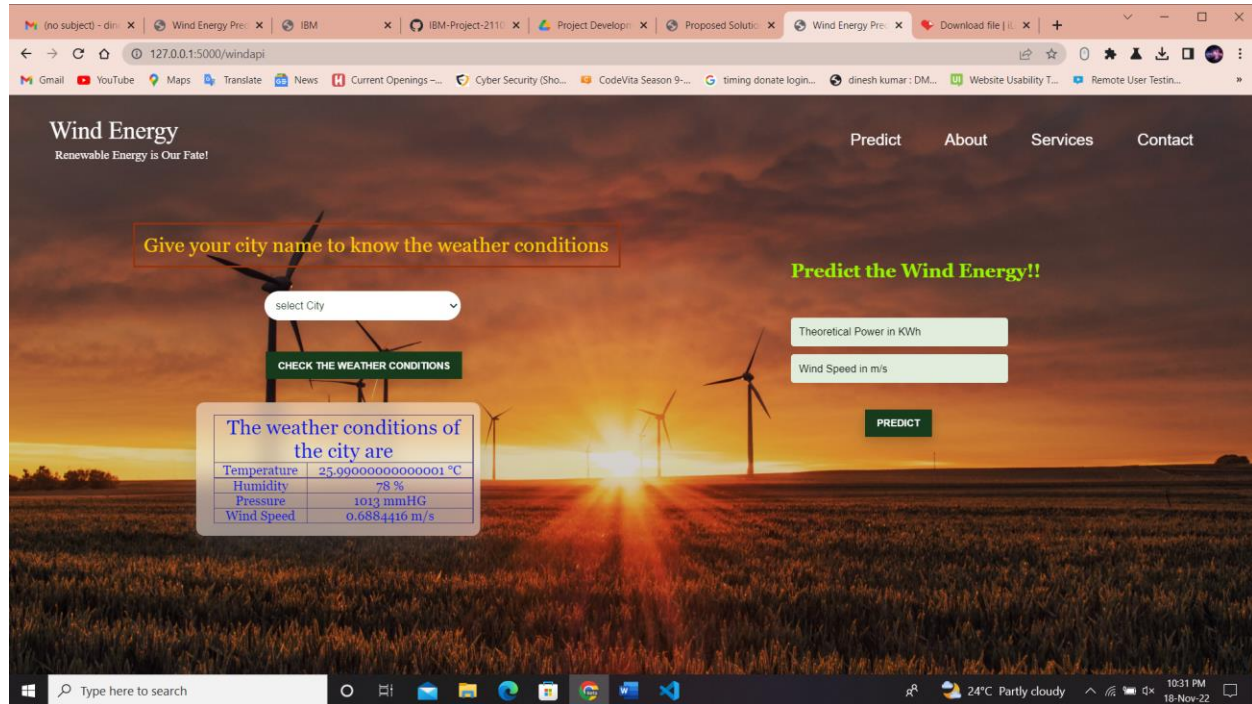 (no subject) - din
Wind Energy Pred
IBM
IBM-Project-2110
Project Developm
Proposed Solutio
Wind Energy Pred
Download file | iL
127.0.0.1:5000/windapi
Gmail
YouTube
Maps
Translate
News
Current Openings –...
Cyber Security (Sho...
CodeVita Season 9-...
timing donate login...
dinesh kumar : DM...
Website Usability T...
Remote User Testin...
»
Wind Energy
Renewable Energy is Our Fate!
Predict
About
Services
Contact
Give your city name to know the weather conditions
select City
CHECK THE WEATHER CONDITIONS
The weather conditions of
the city are
Temperature 25.99000000000001 °C
Humidity 78 %
Pressure 1013 mmHG
Wind Speed 0.6884416 m/s
Predict the Wind Energy!!
Theoretical Power in KWh
Wind Speed in m/s
PREDICT
Type here to search
24°C Partly cloudy
10:31 PM
18-Nov-22